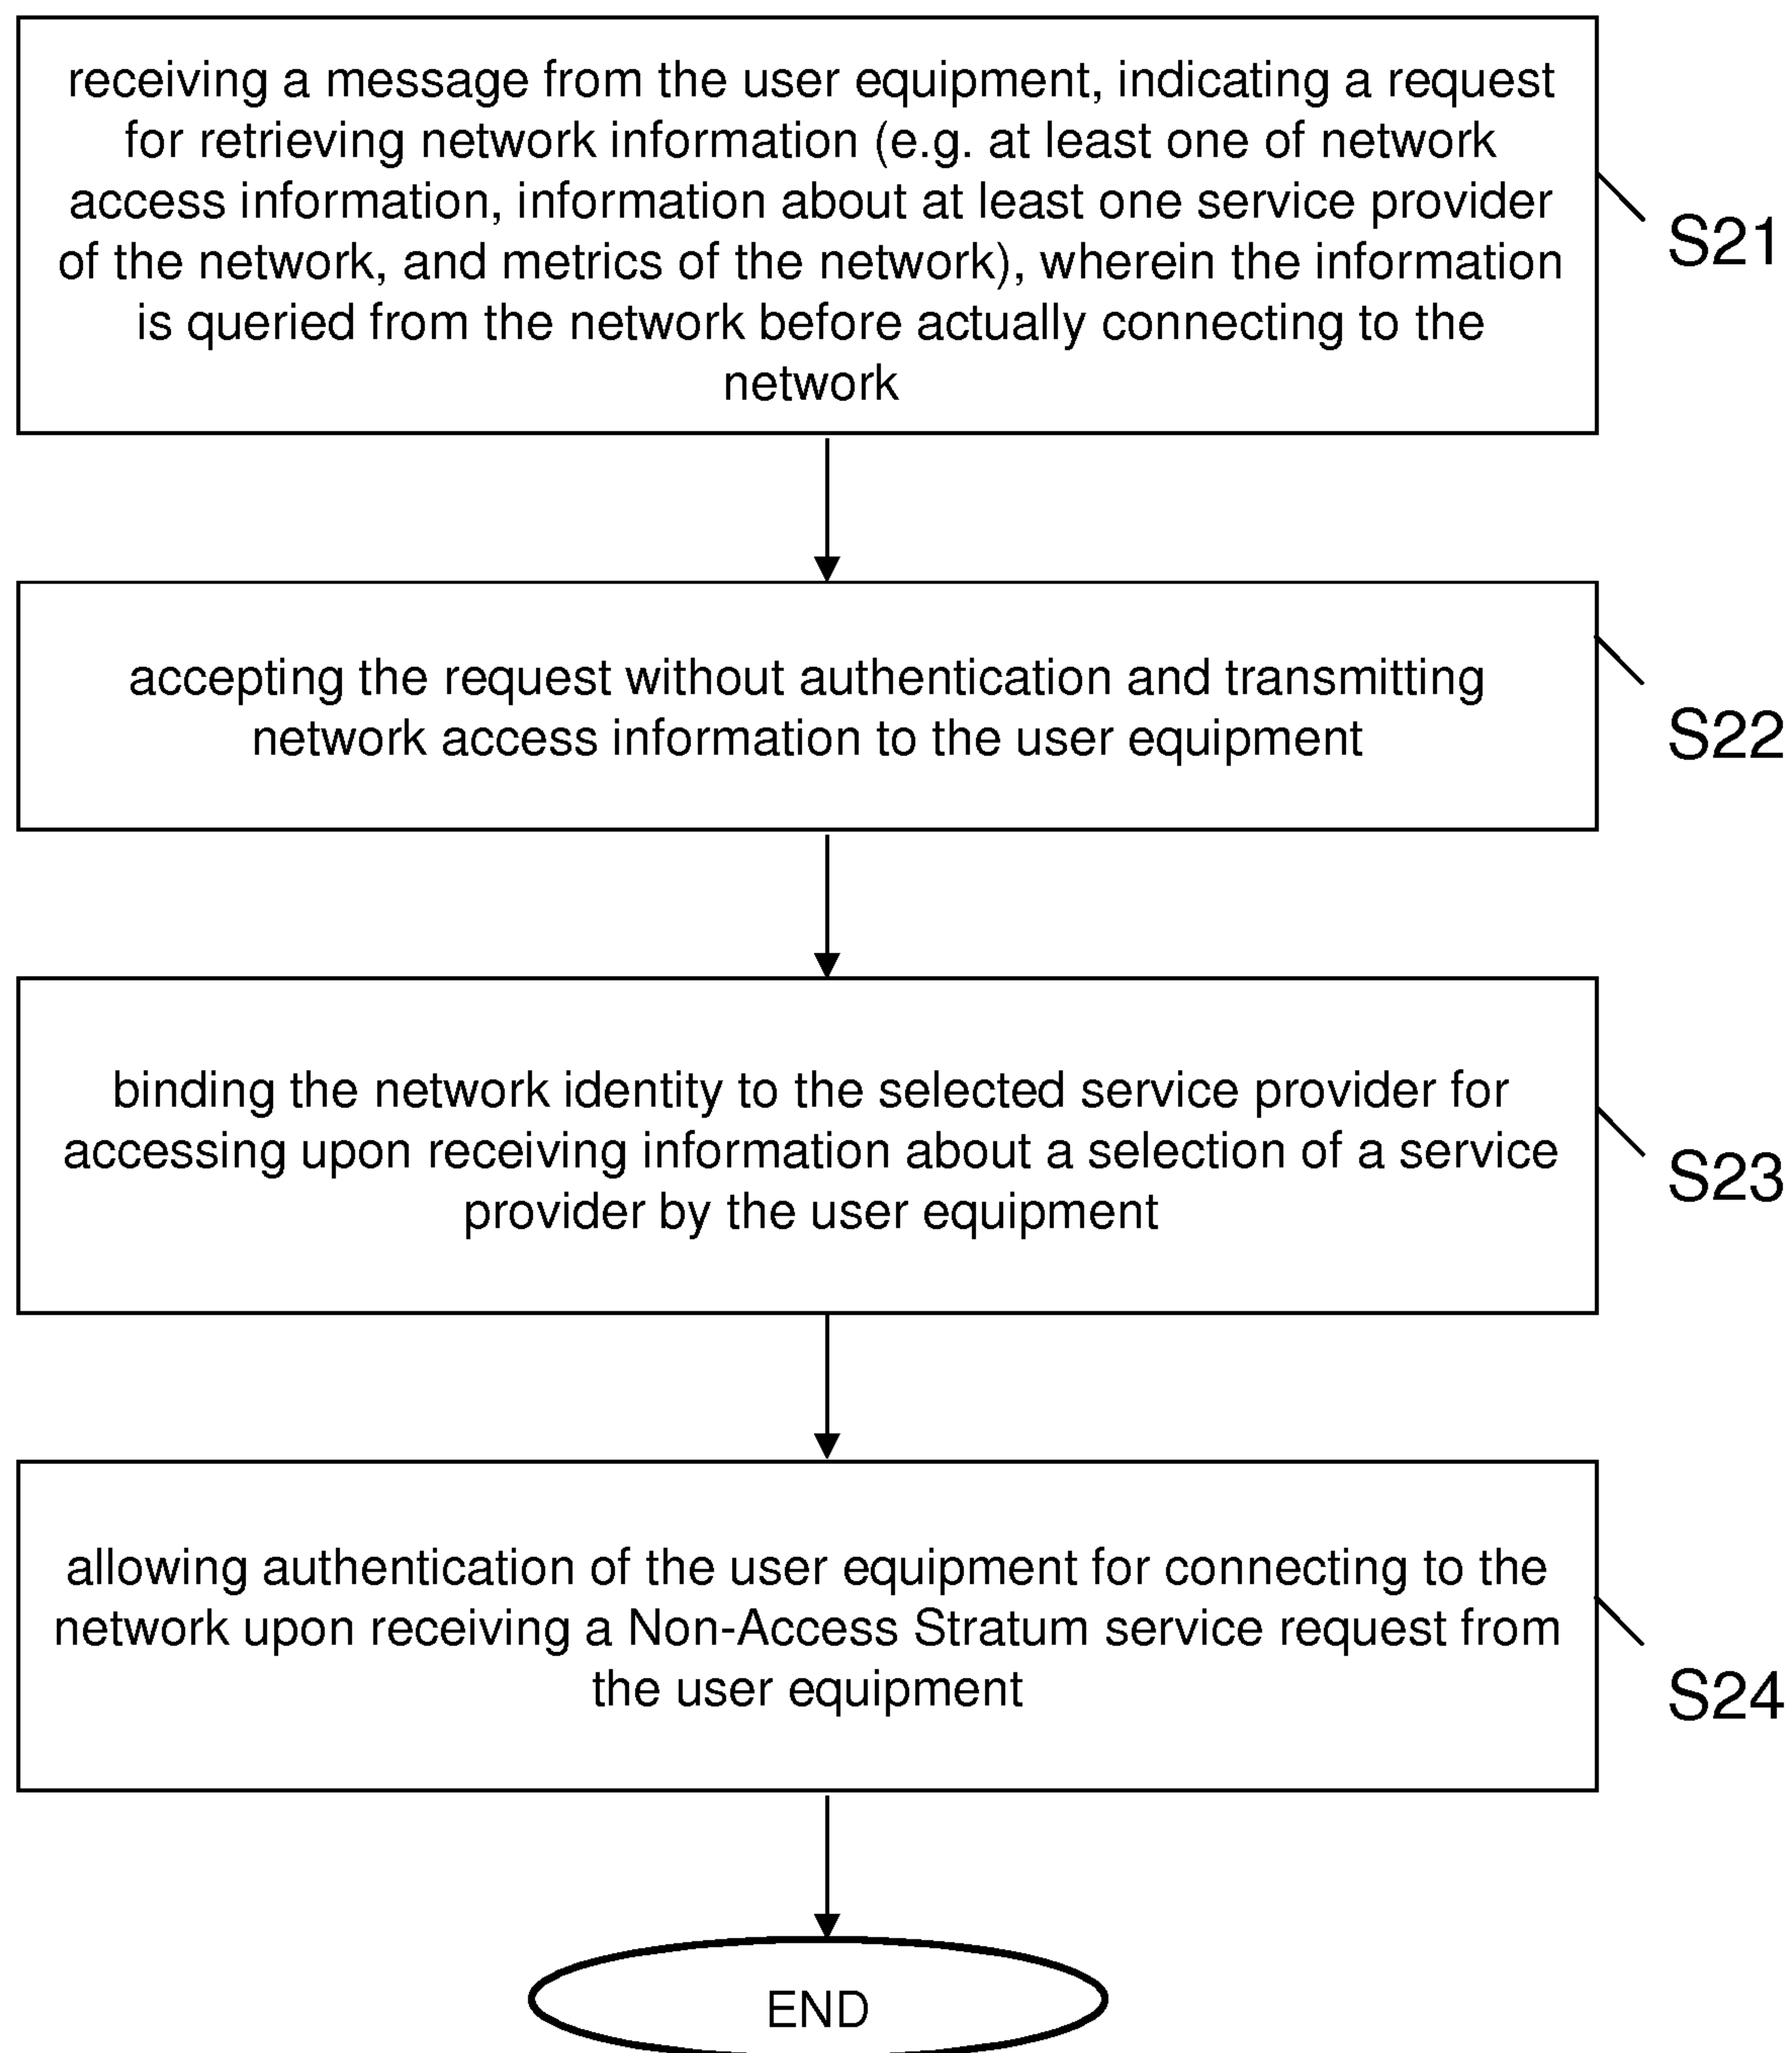 receiving a message from the user equipment, indicating a request
for retrieving network information (e.g. at least one of network
access information, information about at least one service provider
of the network, and metrics of the network), wherein the information
is queried from the network before actually connecting to the
network
S21
accepting the request without authentication and transmitting
network access information to the user equipment
S22
binding the network identity to the selected service provider for
accessing upon receiving information about a selection of a service
provider by the user equipment
S23
allowing authentication of the user equipment for connecting to the
network upon receiving a Non-Access Stratum service request from
the user equipment
S24
END